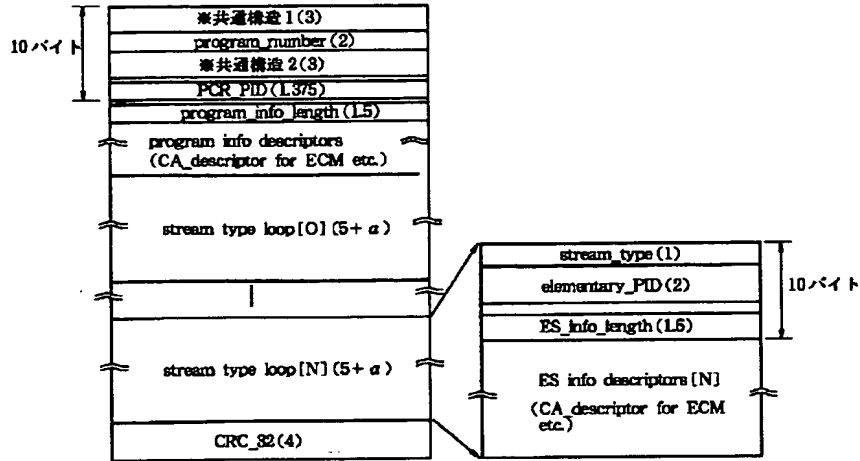 ※共通構造1(3)
10バイト
program_number(2)
※共通構造2(3)
PCR_PID(1.375)
program_info_length(1.5)
program info descriptors
(CA_descriptor for ECM etc.)
stream type loop[0](5+α)
stream type loop[N](5+α)
CRC_32(4)
stream_type(1)
elementary_PID(2)
10バイト
ES_info_length(1.5)
ES info descriptors[N]
(CA_descriptor for ECM
etc.)